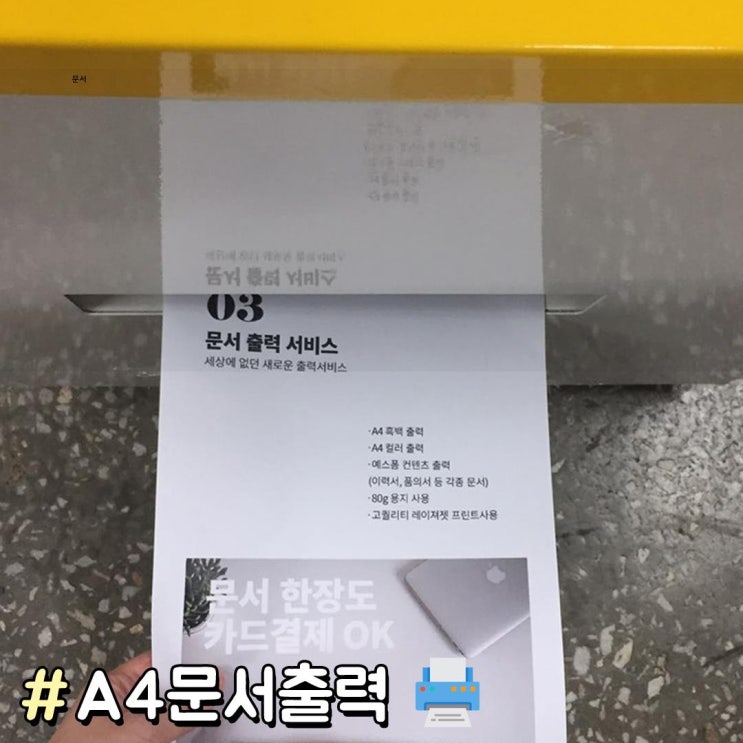 문서
03
문서 출력 서비스
세상에 없던 새로운 출력서비스
·A4 흑백 출력
·A4 컬러 출력
·예스폼 컨텐츠 출력
(이력서, 품의서 등 각종 문서)
·80g 용지 사용
·고퀄리티 레이져젯 프린트사용
문서 한장도
카드결제 OK
#A4문서출력